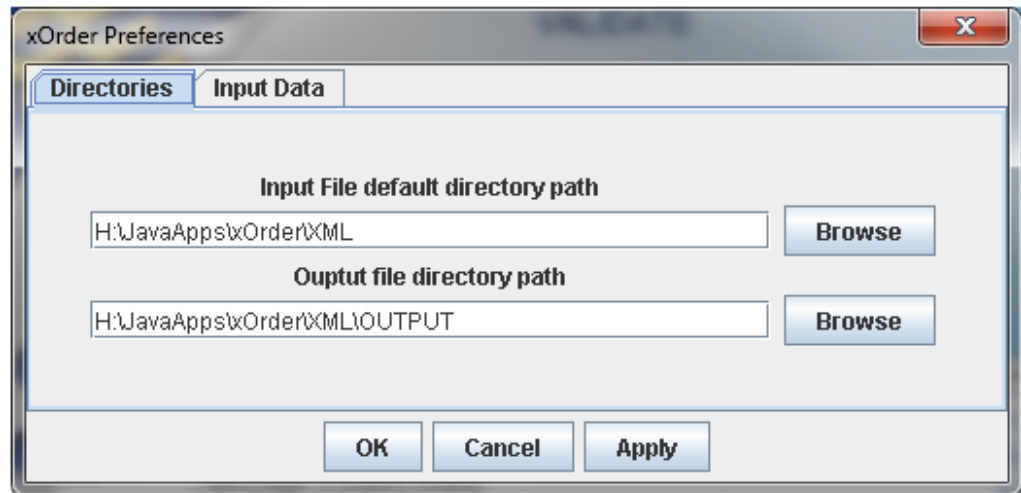 xOrder Preferences
VALIDATE
X
Directories Input Data
Input File default directory path
H:\JavaApps\xOrder\XML Browse
Ouptut file directory path
H:\JavaApps\xOrder\XML\OUTPUT Browse
OK Cancel Apply